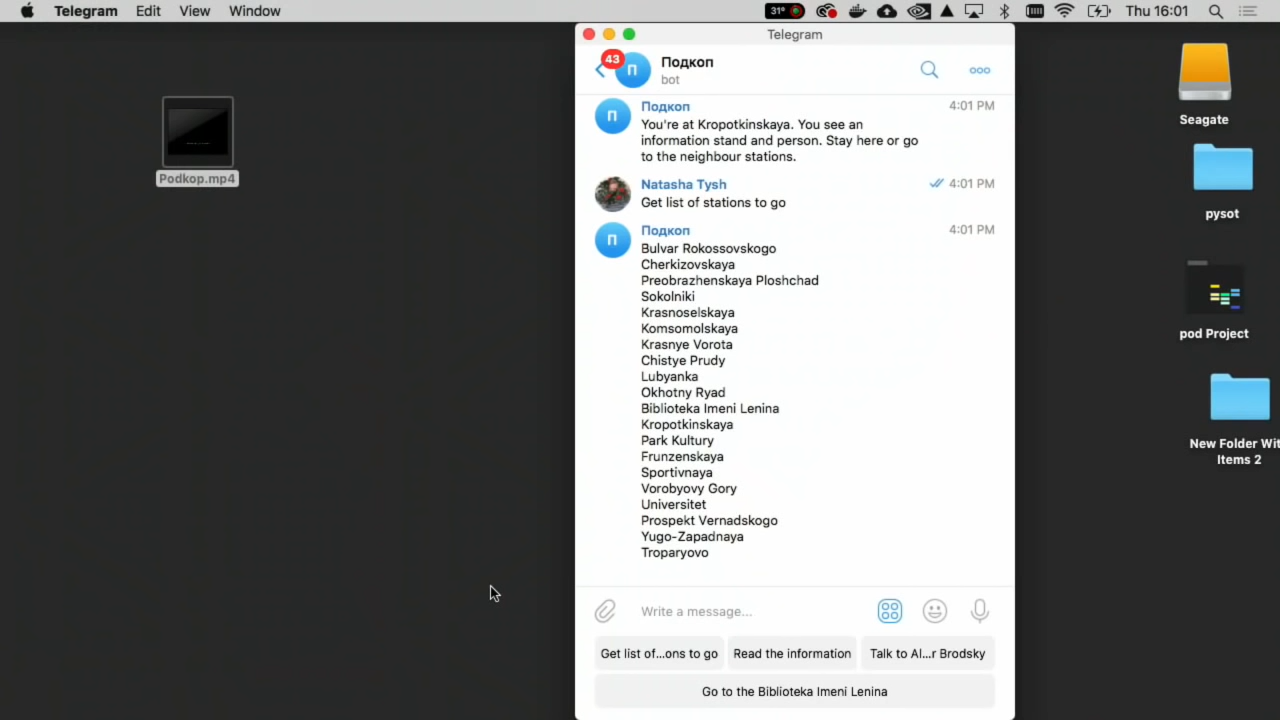 Telegram Edit View Window 31° Thu 16:01
Telegram
Podkop.mp4
43
П
Подкоп
bot
П
Подкоп 4:01 PM
You're at Kropotkinskaya. You see an
information stand and person. Stay here or go
to the neighbour stations.
Natasha Tysh 4:01 PM
Get list of stations to go
П
Подкоп 4:01 PM
Bulvar Rokossovskogo
Cherkizovskaya
Preobrazhenskaya Ploshchad
Sokolniki
Krasnoselskaya
Komsomolskaya
Krasnye Vorota
Chistye Prudy
Lubyanka
Okhotny Ryad
Biblioteka Imeni Lenina
Kropotkinskaya
Park Kultury
Frunzenskaya
Sportivnaya
Vorobyovy Gory
Universitet
Prospekt Vernadskogo
Yugo-Zapadnaya
Troparyovo
Write a message...
Get list of...ons to go Read the information Talk to Al...r Brodsky
Go to the Biblioteka Imeni Lenina
Seagate
pysot
pod Project
New Folder Wit
Items 2